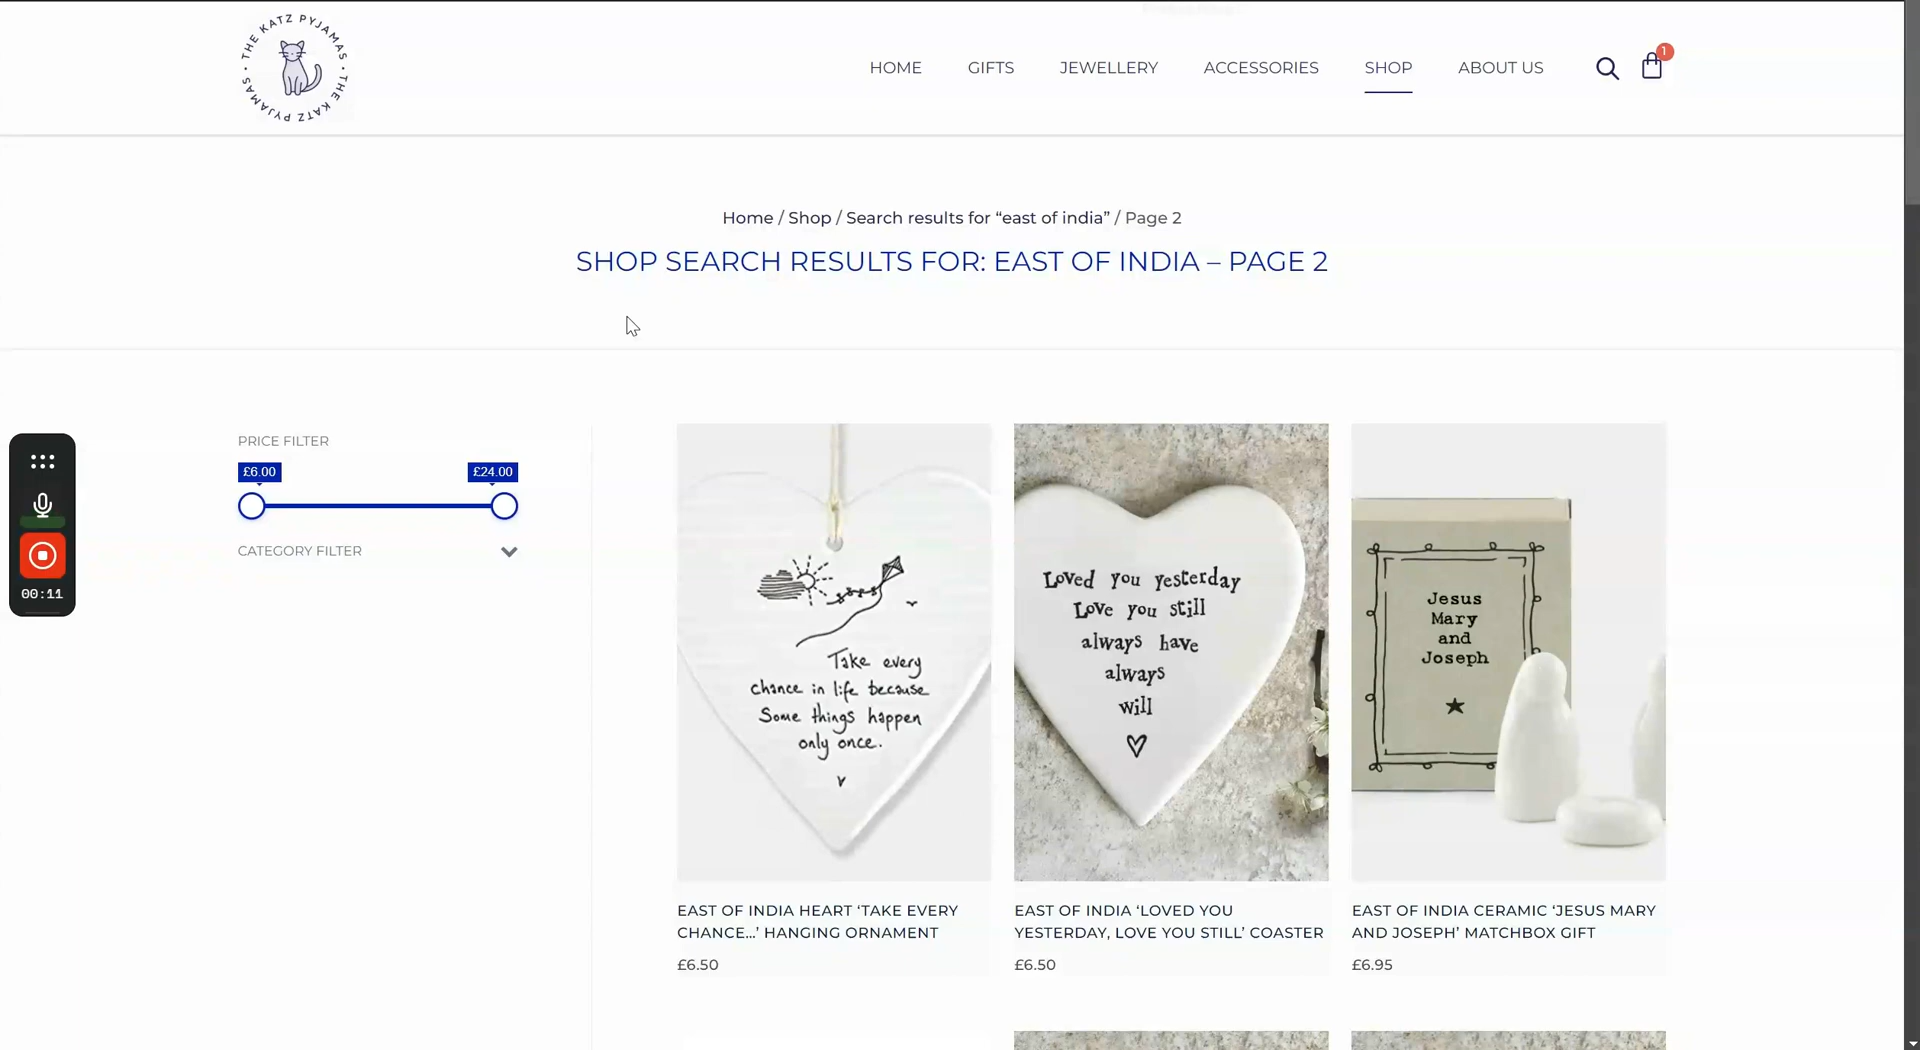 • THE KATZ PYJAMAS • THE KATZ PYJAMAS
HOME
GIFTS
JEWELLERY
ACCESSORIES
SHOP
ABOUT US
1
Home / Shop / Search results for “east of india” / Page 2
SHOP SEARCH RESULTS FOR: EAST OF INDIA – PAGE 2
PRICE FILTER
£6.00
£24.00
CATEGORY FILTER
00:11
Take every
chance in life because
Some things happen
only once.
Loved you yesterday
Love you still
always have
always
will
Jesus
Mary
and
Joseph
EAST OF INDIA HEART ‘TAKE EVERY
CHANCE…’ HANGING ORNAMENT
£6.50
EAST OF INDIA ‘LOVED YOU
YESTERDAY, LOVE YOU STILL’ COASTER
£6.50
EAST OF INDIA CERAMIC ‘JESUS MARY
AND JOSEPH’ MATCHBOX GIFT
£6.95